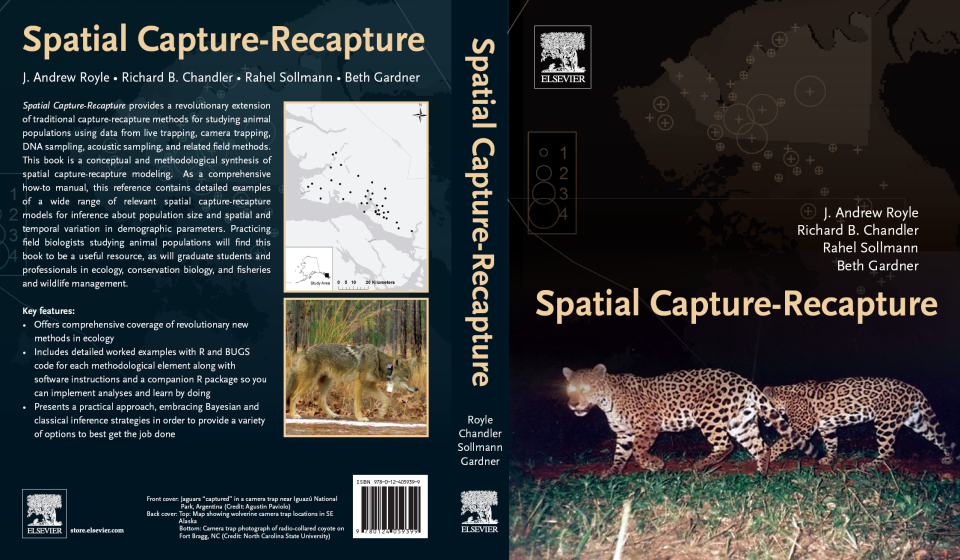 Spatial Capture-Recapture
J. Andrew Royle • Richard B. Chandler • Rahel Sollmann • Beth Gardner
Spatial Capture-Recapture provides a revolutionary extension
of traditional capture-recapture methods for studying animal
populations using data from live trapping, camera trapping,
DNA sampling, acoustic sampling, and related field methods.
This book is a conceptual and methodological synthesis of
spatial capture-recapture modeling. As a comprehensive
how-to manual, this reference contains detailed examples
of a wide range of relevant spatial capture-recapture
models for inference about population size and spatial and
temporal variation in demographic parameters. Practicing
field biologists studying animal populations will find this
book to be a useful resource, as will graduate students and
professionals in ecology, conservation biology, and fisheries
and wildlife management.
Key features:
• Offers comprehensive coverage of revolutionary new
methods in ecology
• Includes detailed worked examples with R and BUGS
code for each methodological element along with
software instructions and a companion R package so you
can implement analyses and learn by doing
• Presents a practical approach, embracing Bayesian and
classical inference strategies in order to provide a variety
of options to best get the job done
N
Study Area
0 5 10 20 Kilometers
1
2
3
4
ELSEVIER
store.elsevier.com
Front cover: Jaguars "captured" in a camera trap near Iguazú National
Park, Argentina (Credit: Agustin Paviolo)
Back cover: Top: Map showing wolverine camera trap locations in SE
Alaska
Bottom: Camera trap photograph of radio-collared coyote on
Fort Bragg, NC (Credit: North Carolina State University)
ISBN 978-0-12-405939-9
9 780124 059399
Spatial Capture-Recapture
Royle
Chandler
Sollmann
Gardner
ELSEVIER
ELSEVIER
1
2
3
4
J. Andrew Royle
Richard B. Chandler
Rahel Sollmann
Beth Gardner
Spatial Capture-Recapture